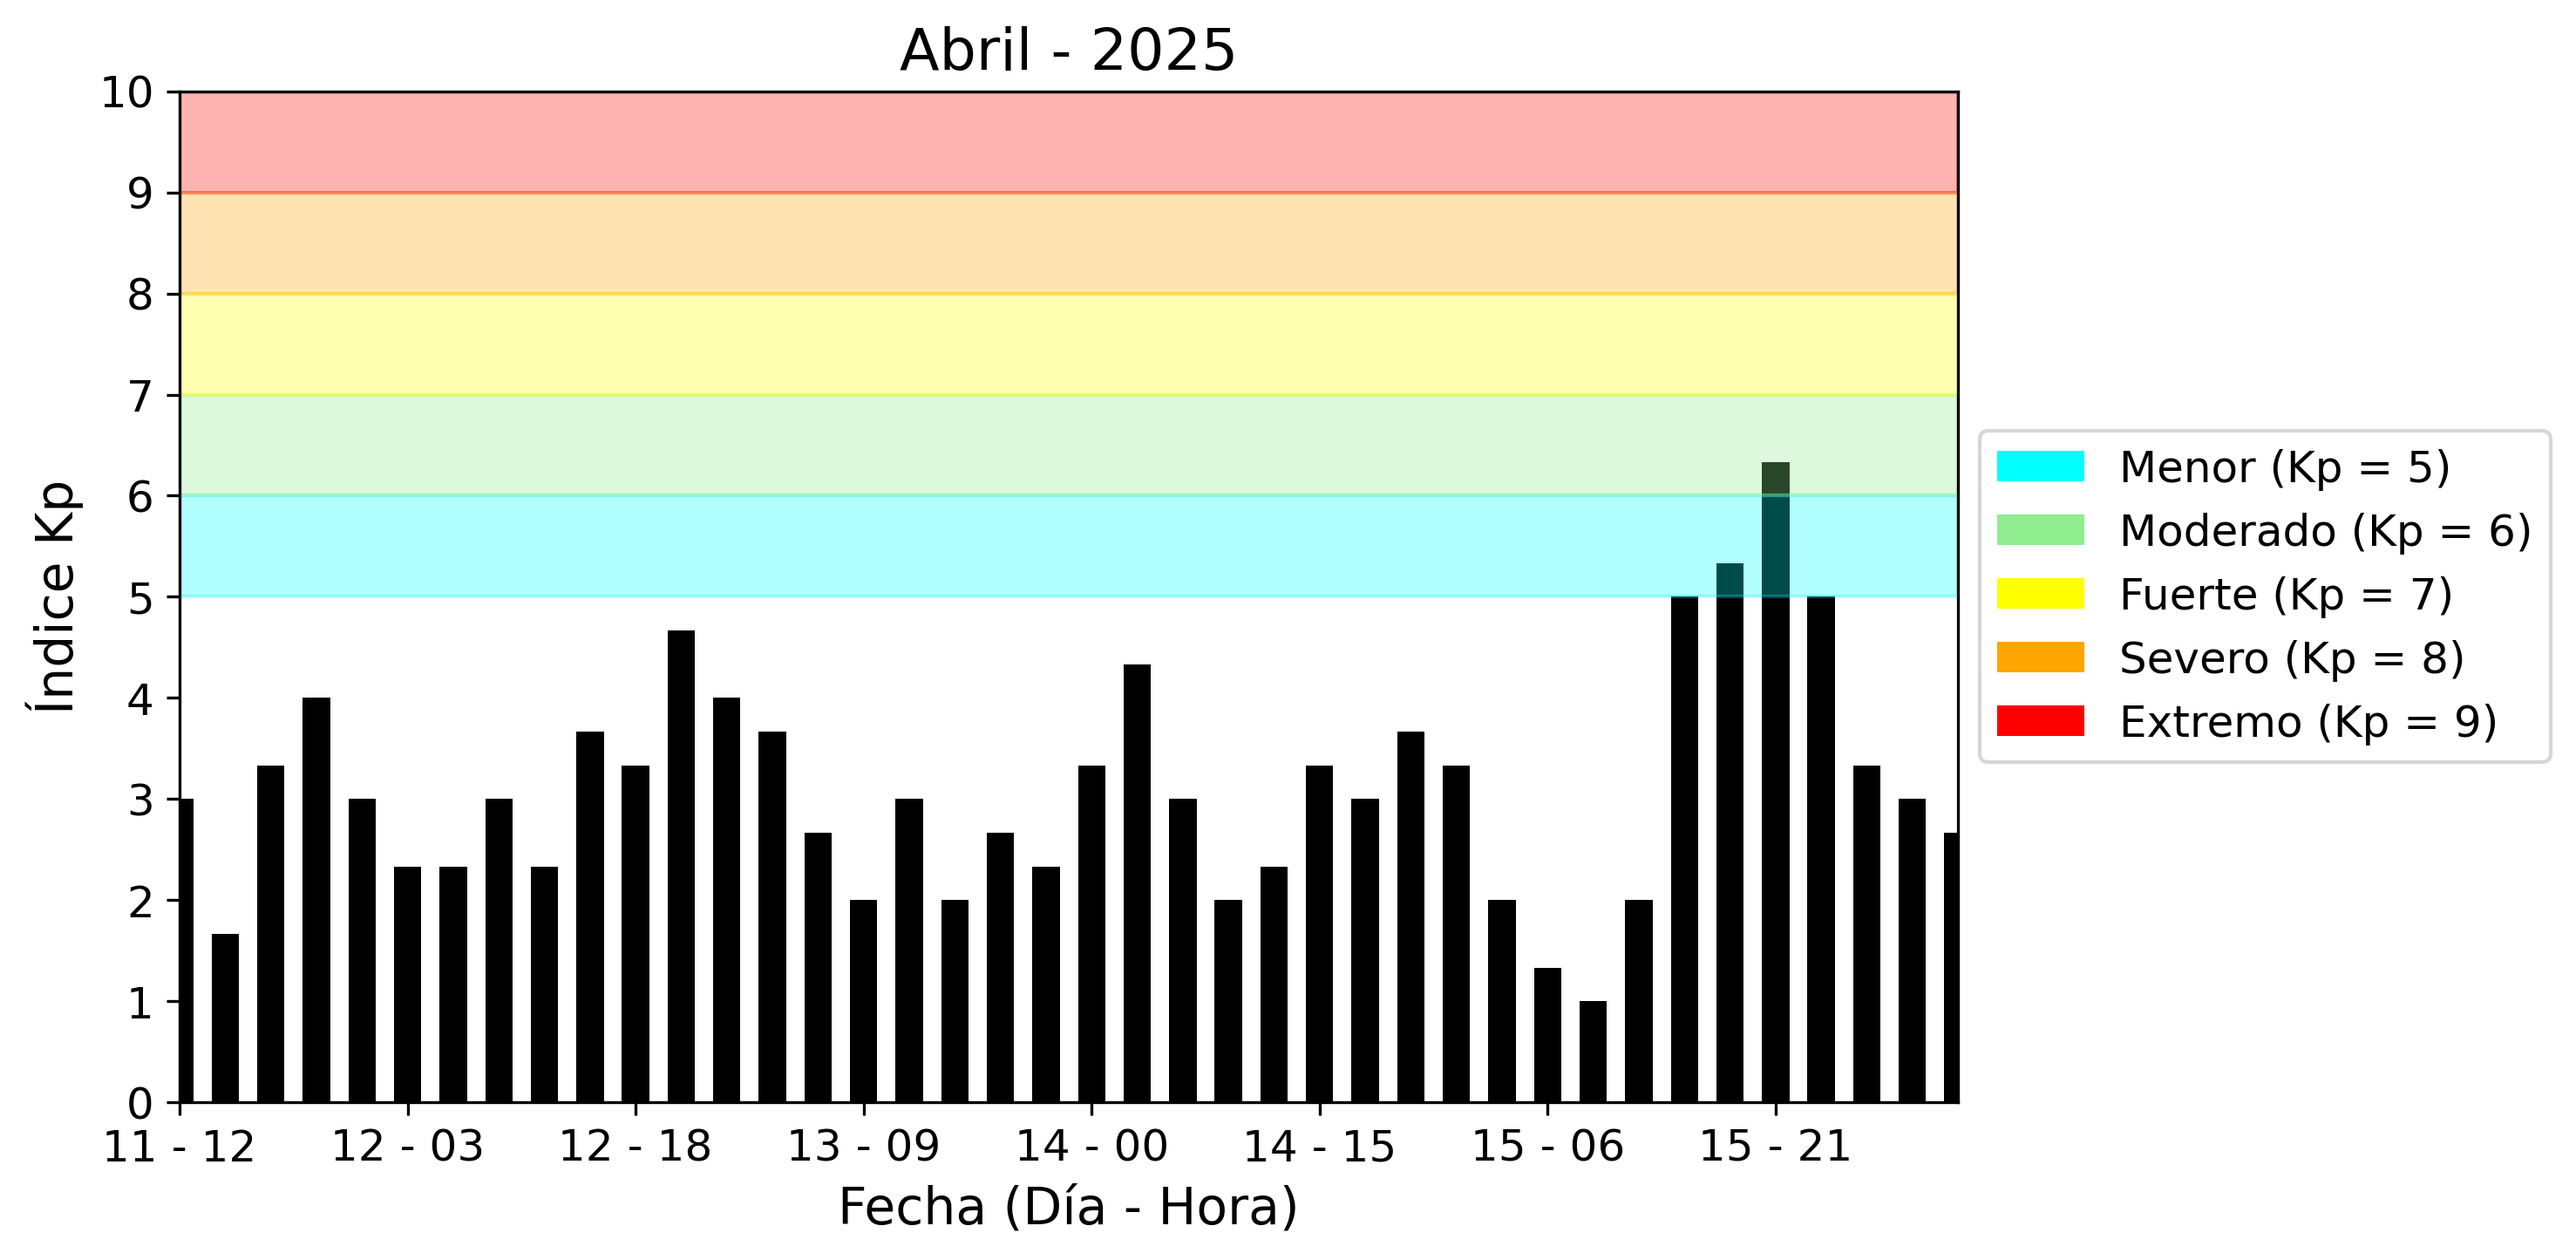 Abril - 2025
10
9
8
7
6
5
4
3
2
1
0
Índice Kp
11 - 12
12 - 03
12 - 18
13 - 09
14 - 00
14 - 15
15 - 06
15 - 21
Fecha (Día - Hora)
Menor (Kp = 5)
Moderado (Kp = 6)
Fuerte (Kp = 7)
Severo (Kp = 8)
Extremo (Kp = 9)